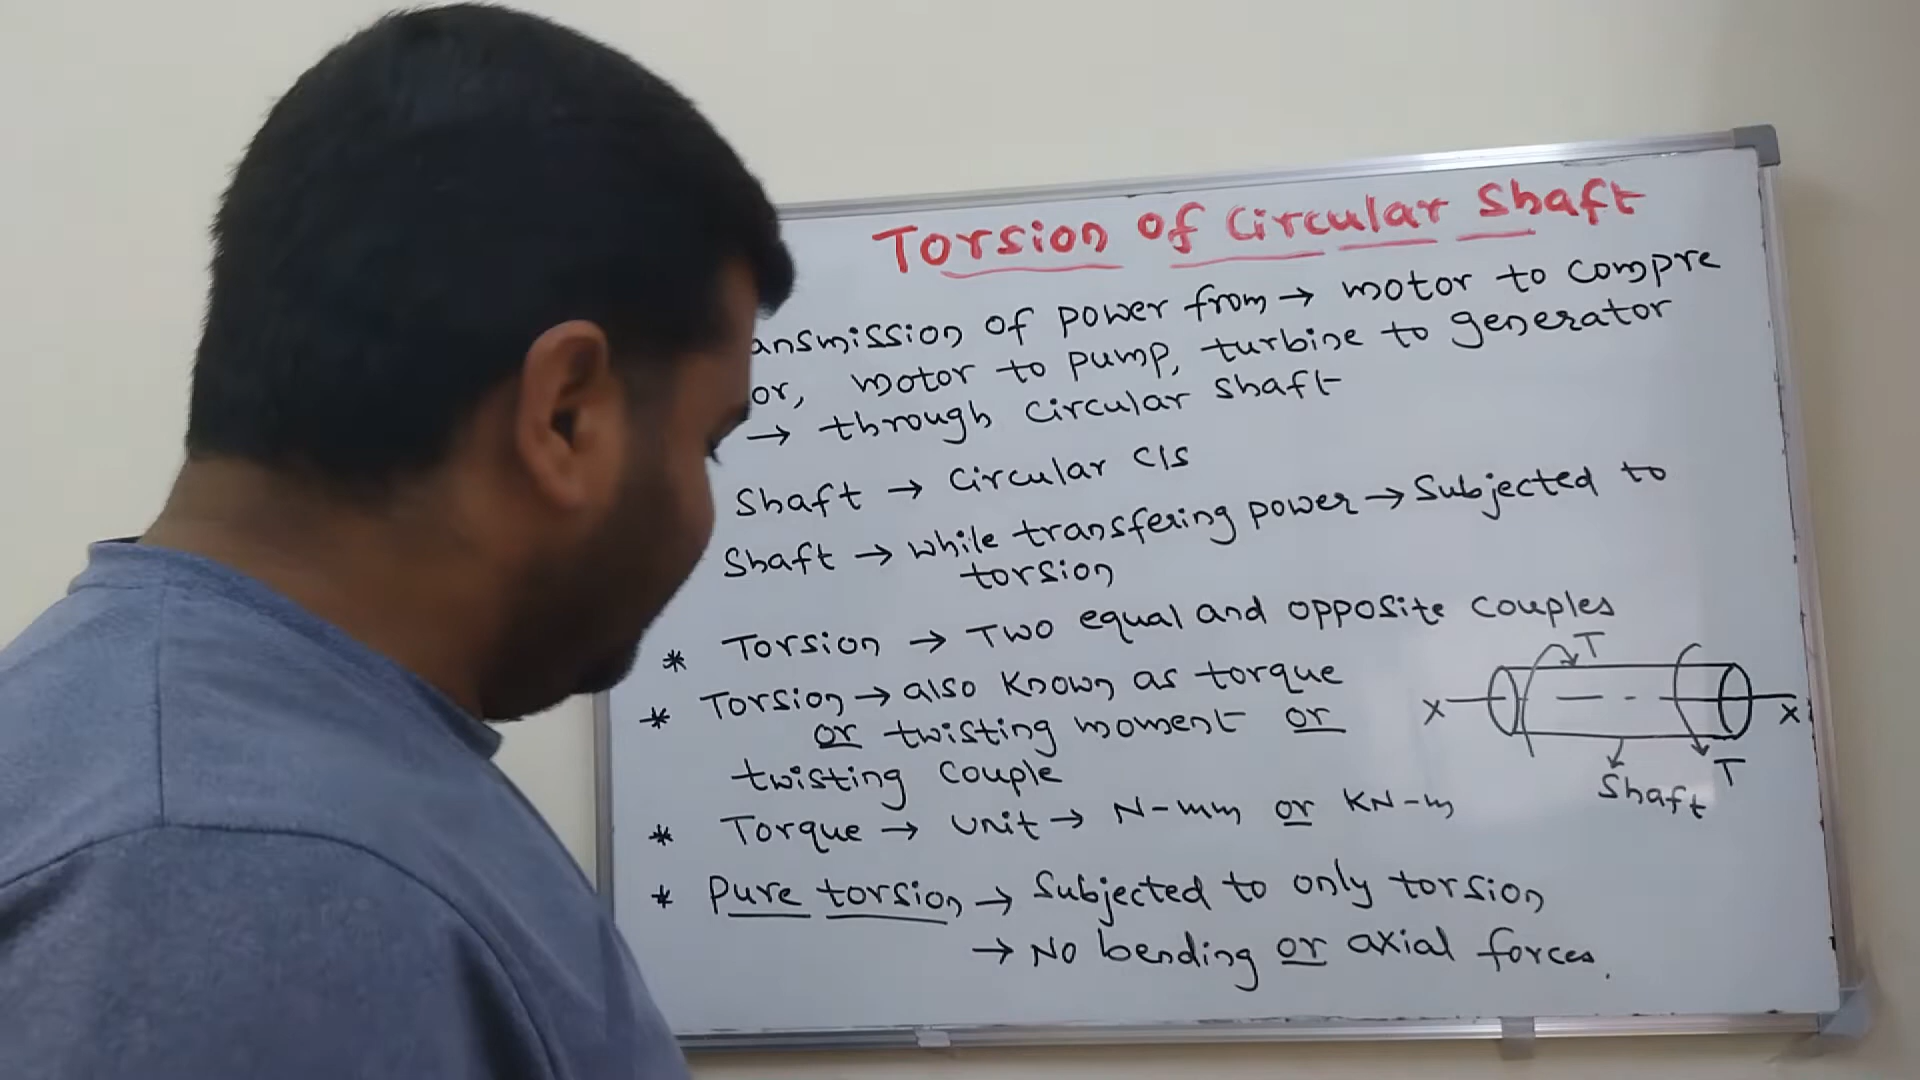 Torsion of Circular Shaft
ansmission of power from → motor to compre
or, motor to pump, turbine to generator
→ through circular shaft
Shaft → Circular c/s
Shaft → while transfering power → Subjected to
torsion
* Torsion → Two equal and opposite couples
* Torsion → also known as torque
or twisting moment or
twisting couple
T
X
X
T
Shaft
* Torque → unit → N-mm or KN-m
* Pure torsion → Subjected to only torsion
→ No bending or axial forces.